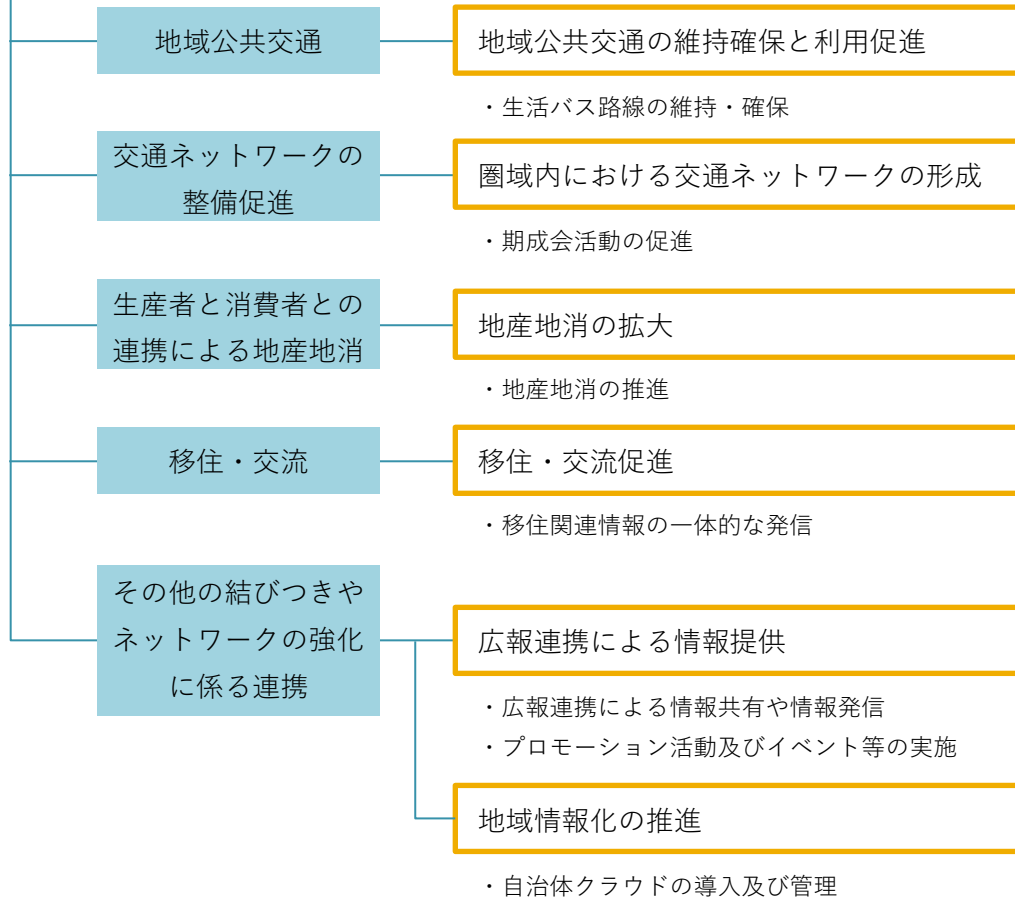 地域公共交通
地域公共交通の維持確保と利用促進
・生活バス路線の維持・確保
交通ネットワークの
整備促進
圏域内における交通ネットワークの形成
・期成会活動の促進
生産者と消費者との
連携による地産地消
地産地消の拡大
・地産地消の推進
移住・交流
移住・交流促進
・移住関連情報の一体的な発信
その他の結びつきや
ネットワークの強化
に係る連携
広報連携による情報提供
・広報連携による情報共有や情報発信
・プロモーション活動及びイベント等の実施
地域情報化の推進
・自治体クラウドの導入及び管理